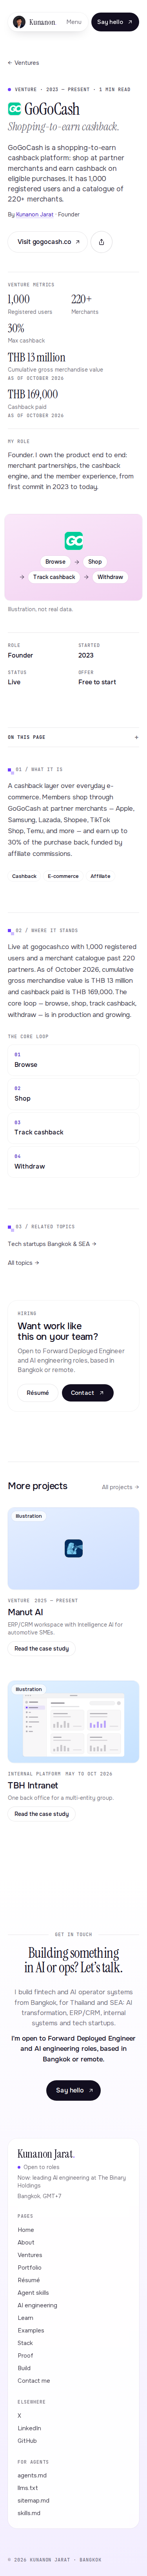 Kunanon
Menu
Say hello ↗
← Ventures
VENTURE · 2023 — PRESENT · 1 MIN READ
GoGoCash
Shopping-to-earn cashback.
GoGoCash is a shopping-to-earn
cashback platform: shop at partner
merchants and earn cashback on
eligible purchases. It has 1,000
registered users and a catalogue of
220+ merchants.
By Kunanon Jarat · Founder
Visit gogocash.co ↗
VENTURE METRICS
1,000
Registered users
220+
Merchants
30%
Max cashback
THB 13 million
Cumulative gross merchandise value
AS OF OCTOBER 2026
THB 169,000
Cashback paid
AS OF OCTOBER 2026
MY ROLE
Founder. I own the product end to end:
merchant partnerships, the cashback
engine, and the member experience, from
first commit in 2023 to today.
Browse → Shop
→ Track cashback → Withdraw
Illustration, not real data.
ROLE
Founder
STARTED
2023
STATUS
Live
OFFER
Free to start
ON THIS PAGE +
01 / WHAT IT IS
A cashback layer over everyday e-
commerce. Members shop through
GoGoCash at partner merchants — Apple,
Samsung, Lazada, Shopee, TikTok
Shop, Temu, and more — and earn up to
30% of the purchase back, funded by
affiliate commissions.
Cashback
E-commerce
Affiliate
02 / WHERE IT STANDS
Live at gogocash.co with 1,000 registered
users and a merchant catalogue past 220
partners. As of October 2026, cumulative
gross merchandise value is THB 13 million
and cashback paid is THB 169,000. The
core loop — browse, shop, track cashback,
withdraw — is in production and growing.
THE CORE LOOP
01
Browse
02
Shop
03
Track cashback
04
Withdraw
03 / RELATED TOPICS
Tech startups Bangkok & SEA →
All topics →
HIRING
Want work like
this on your team?
Open to Forward Deployed Engineer
and AI engineering roles, based in
Bangkok or remote.
Résumé
Contact ↗
More projects
All projects →
Illustration
VENTURE 2025 — PRESENT
Manut AI
ERP/CRM workspace with Intelligence AI for
automotive SMEs.
Read the case study
Illustration
INTERNAL PLATFORM MAY TO OCT 2026
TBH Intranet
One back office for a multi-entity group.
Read the case study
GET IN TOUCH
Building something
in AI or ops? Let's talk.
I build fintech and AI operator systems
from Bangkok, for Thailand and SEA: AI
transformation, ERP/CRM, internal
systems and tech startups.
I'm open to Forward Deployed Engineer
and AI engineering roles, based in
Bangkok or remote.
Say hello ↗
Kunanon Jarat.
Open to roles
Now: leading AI engineering at The Binary
Holdings
Bangkok, GMT+7
PAGES
Home
About
Ventures
Portfolio
Résumé
Agent skills
AI engineering
Learn
Examples
Stack
Proof
Build
Contact me
ELSEWHERE
X
LinkedIn
GitHub
FOR AGENTS
agents.md
llms.txt
sitemap.md
skills.md
© 2026 KUNANON JARAT · BANGKOK